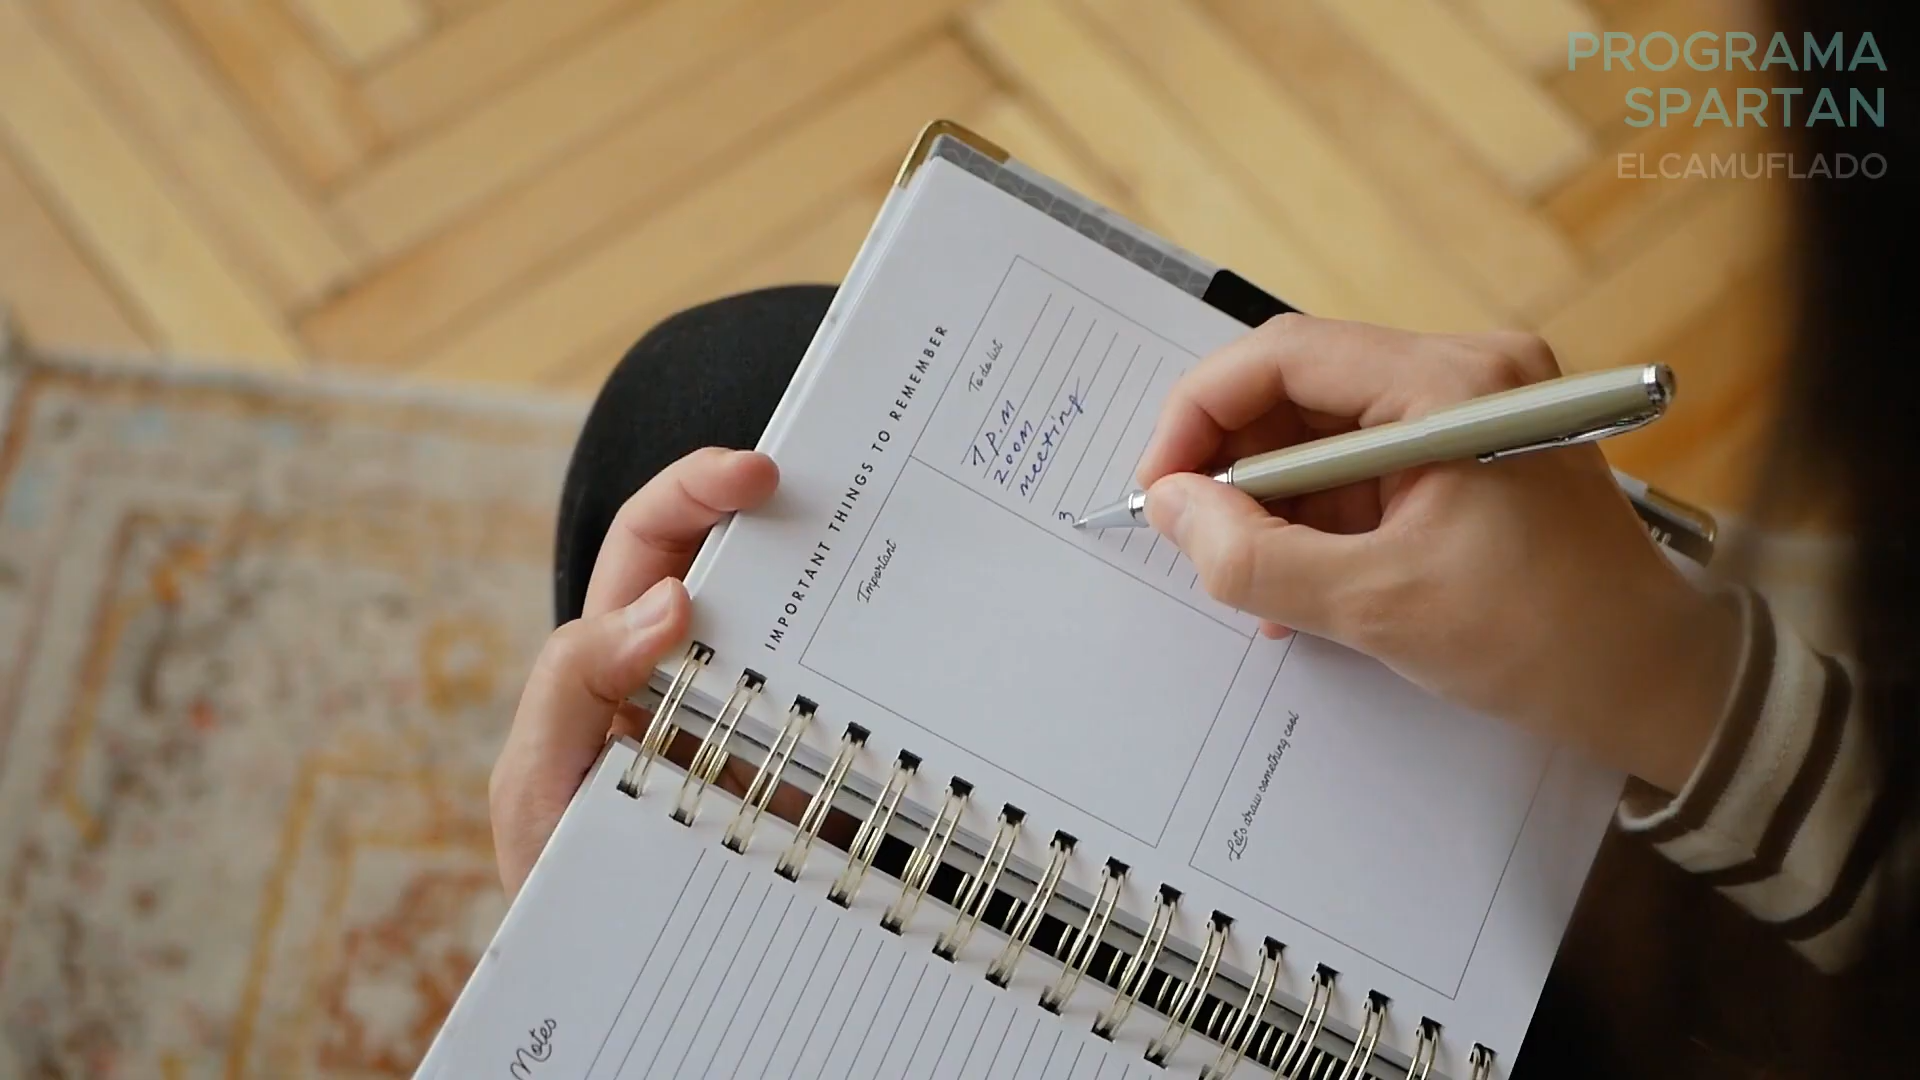 PROGRAMA
SPARTAN
ELCAMUFLADO
IMPORTANT THINGS TO REMEMBER
To do list
1 P.M
ZOOM
meeting
3
Important
Let's draw something cool
Notes